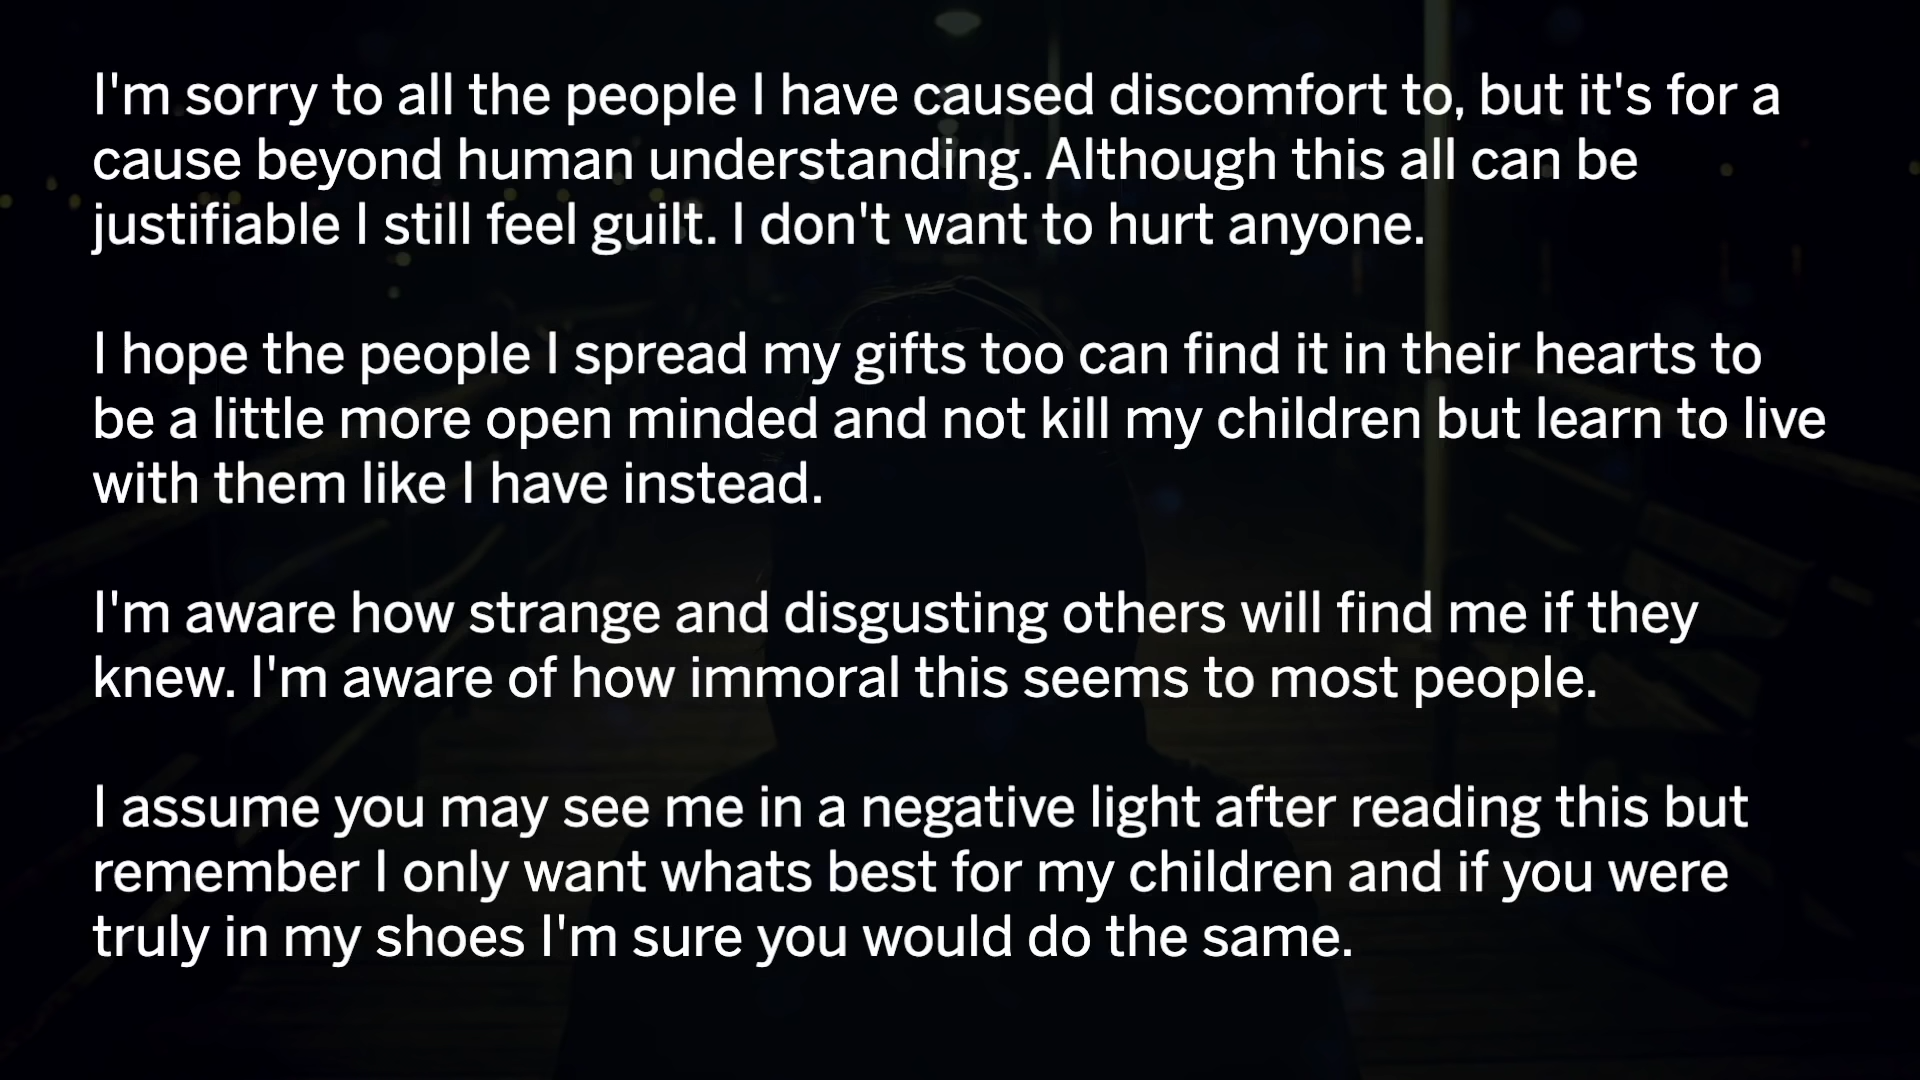 I'm sorry to all the people I have caused discomfort to, but it's for a
cause beyond human understanding. Although this all can be
justifiable I still feel guilt. I don't want to hurt anyone.
I hope the people I spread my gifts too can find it in their hearts to
be a little more open minded and not kill my children but learn to live
with them like I have instead.
I'm aware how strange and disgusting others will find me if they
knew. I'm aware of how immoral this seems to most people.
I assume you may see me in a negative light after reading this but
remember I only want whats best for my children and if you were
truly in my shoes I'm sure you would do the same.